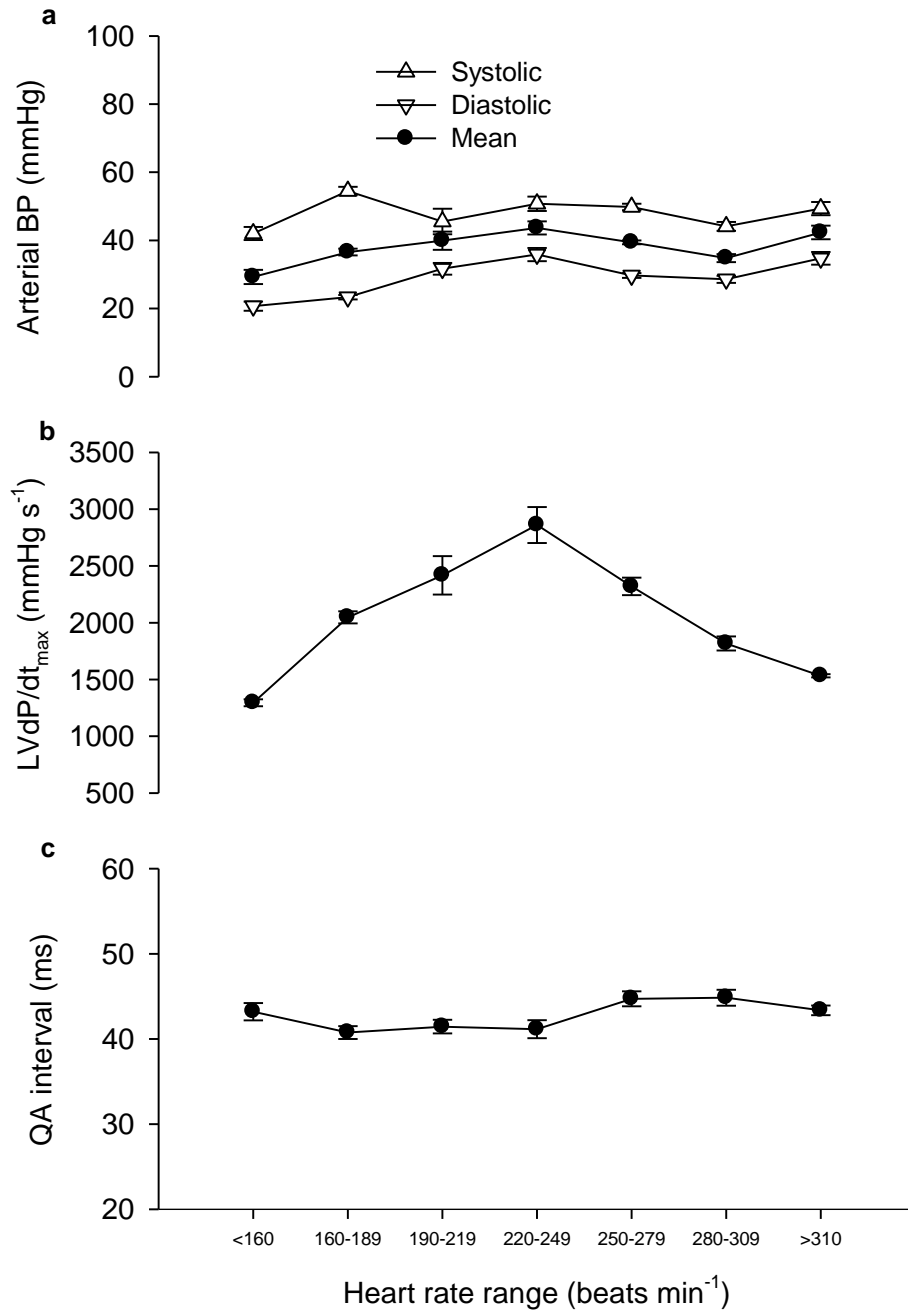 a
100
80
60
40
20
0
Arterial BP (mmHg)
Systolic
Diastolic
Mean
b
3500
3000
2500
2000
1500
1000
500
LVdP/dt_max (mmHg s⁻¹)
c
60
50
40
30
20
QA interval (ms)
<160 160-189 190-219 220-249 250-279 280-309 >310
Heart rate range (beats min⁻¹)